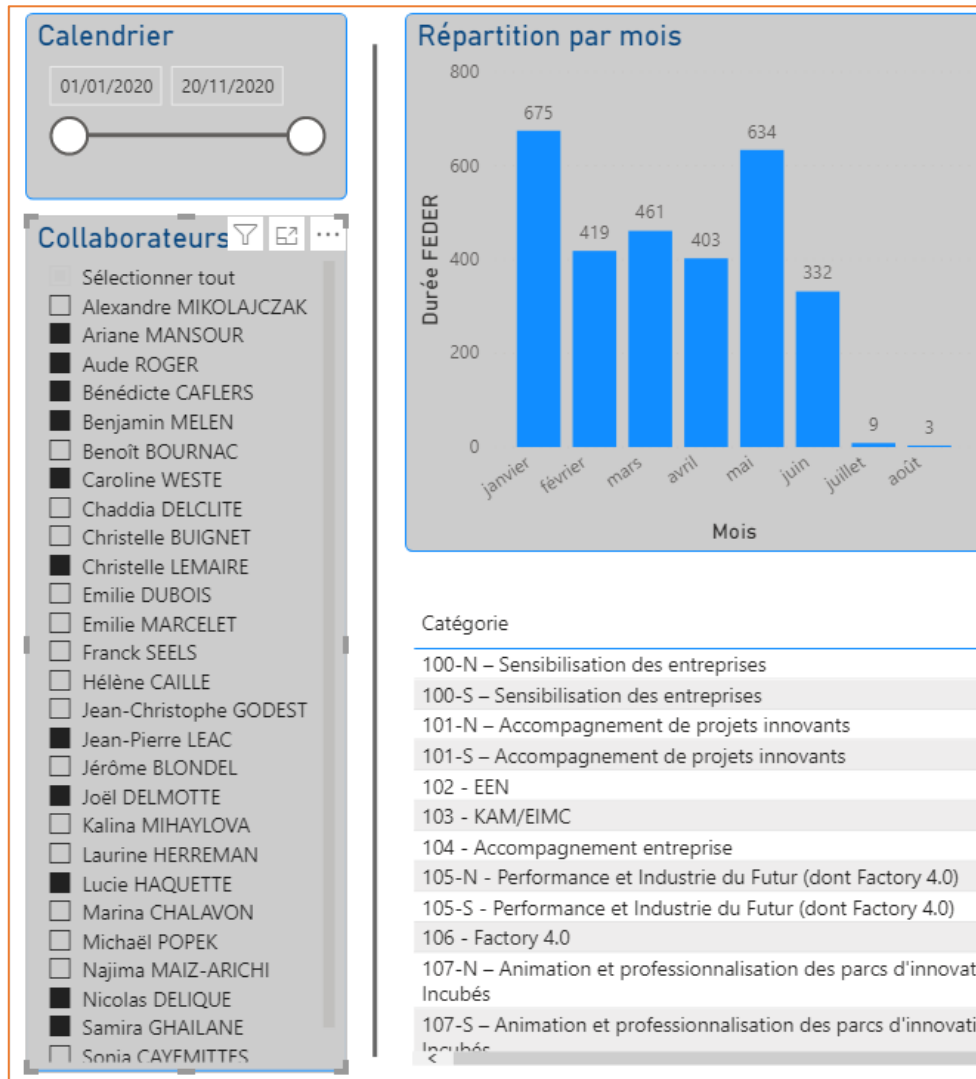 Calendrier
01/01/2020 20/11/2020
Collaborateurs
Sélectionner tout
Alexandre MIKOLAJCZAK
Ariane MANSOUR
Aude ROGER
Bénédicte CAFLERS
Benjamin MELEN
Benoît BOURNAC
Caroline WESTE
Chaddia DELCLITE
Christelle BUIGNET
Christelle LEMAIRE
Emilie DUBOIS
Emilie MARCELET
Franck SEELS
Hélène CAILLE
Jean-Christophe GODEST
Jean-Pierre LEAC
Jérôme BLONDEL
Joël DELMOTTE
Kalina MIHAYLOVA
Laurine HERREMAN
Lucie HAQUETTE
Marina CHALAVON
Michaël POPEK
Najima MAIZ-ARICHI
Nicolas DELIQUE
Samira GHAILANE
Sonia CAYEMITTES
Répartition par mois
Durée FEDER
800
600
400
200
0
675
419
461
403
634
332
9
3
janvier
février
mars
avril
mai
juin
juillet
août
Mois
Catégorie
100-N – Sensibilisation des entreprises
100-S – Sensibilisation des entreprises
101-N – Accompagnement de projets innovants
101-S – Accompagnement de projets innovants
102 - EEN
103 - KAM/EIMC
104 - Accompagnement entreprise
105-N - Performance et Industrie du Futur (dont Factory 4.0)
105-S - Performance et Industrie du Futur (dont Factory 4.0)
106 - Factory 4.0
107-N – Animation et professionnalisation des parcs d'innovat
Incubés
107-S – Animation et professionnalisation des parcs d'innovati
Incubés